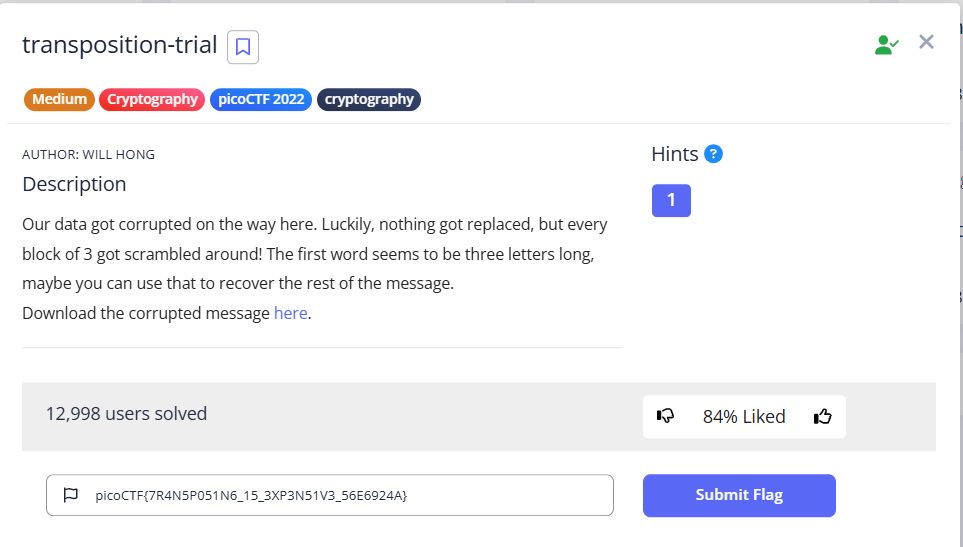 transposition-trial
Medium Cryptography picoCTF 2022 cryptography
AUTHOR: WILL HONG
Description
Our data got corrupted on the way here. Luckily, nothing got replaced, but every
block of 3 got scrambled around! The first word seems to be three letters long,
maybe you can use that to recover the rest of the message.
Download the corrupted message here.
Hints ?
1
12,998 users solved
84% Liked
picoCTF{7R4N5P051N6_15_3XP3N51V3_56E6924A}
Submit Flag